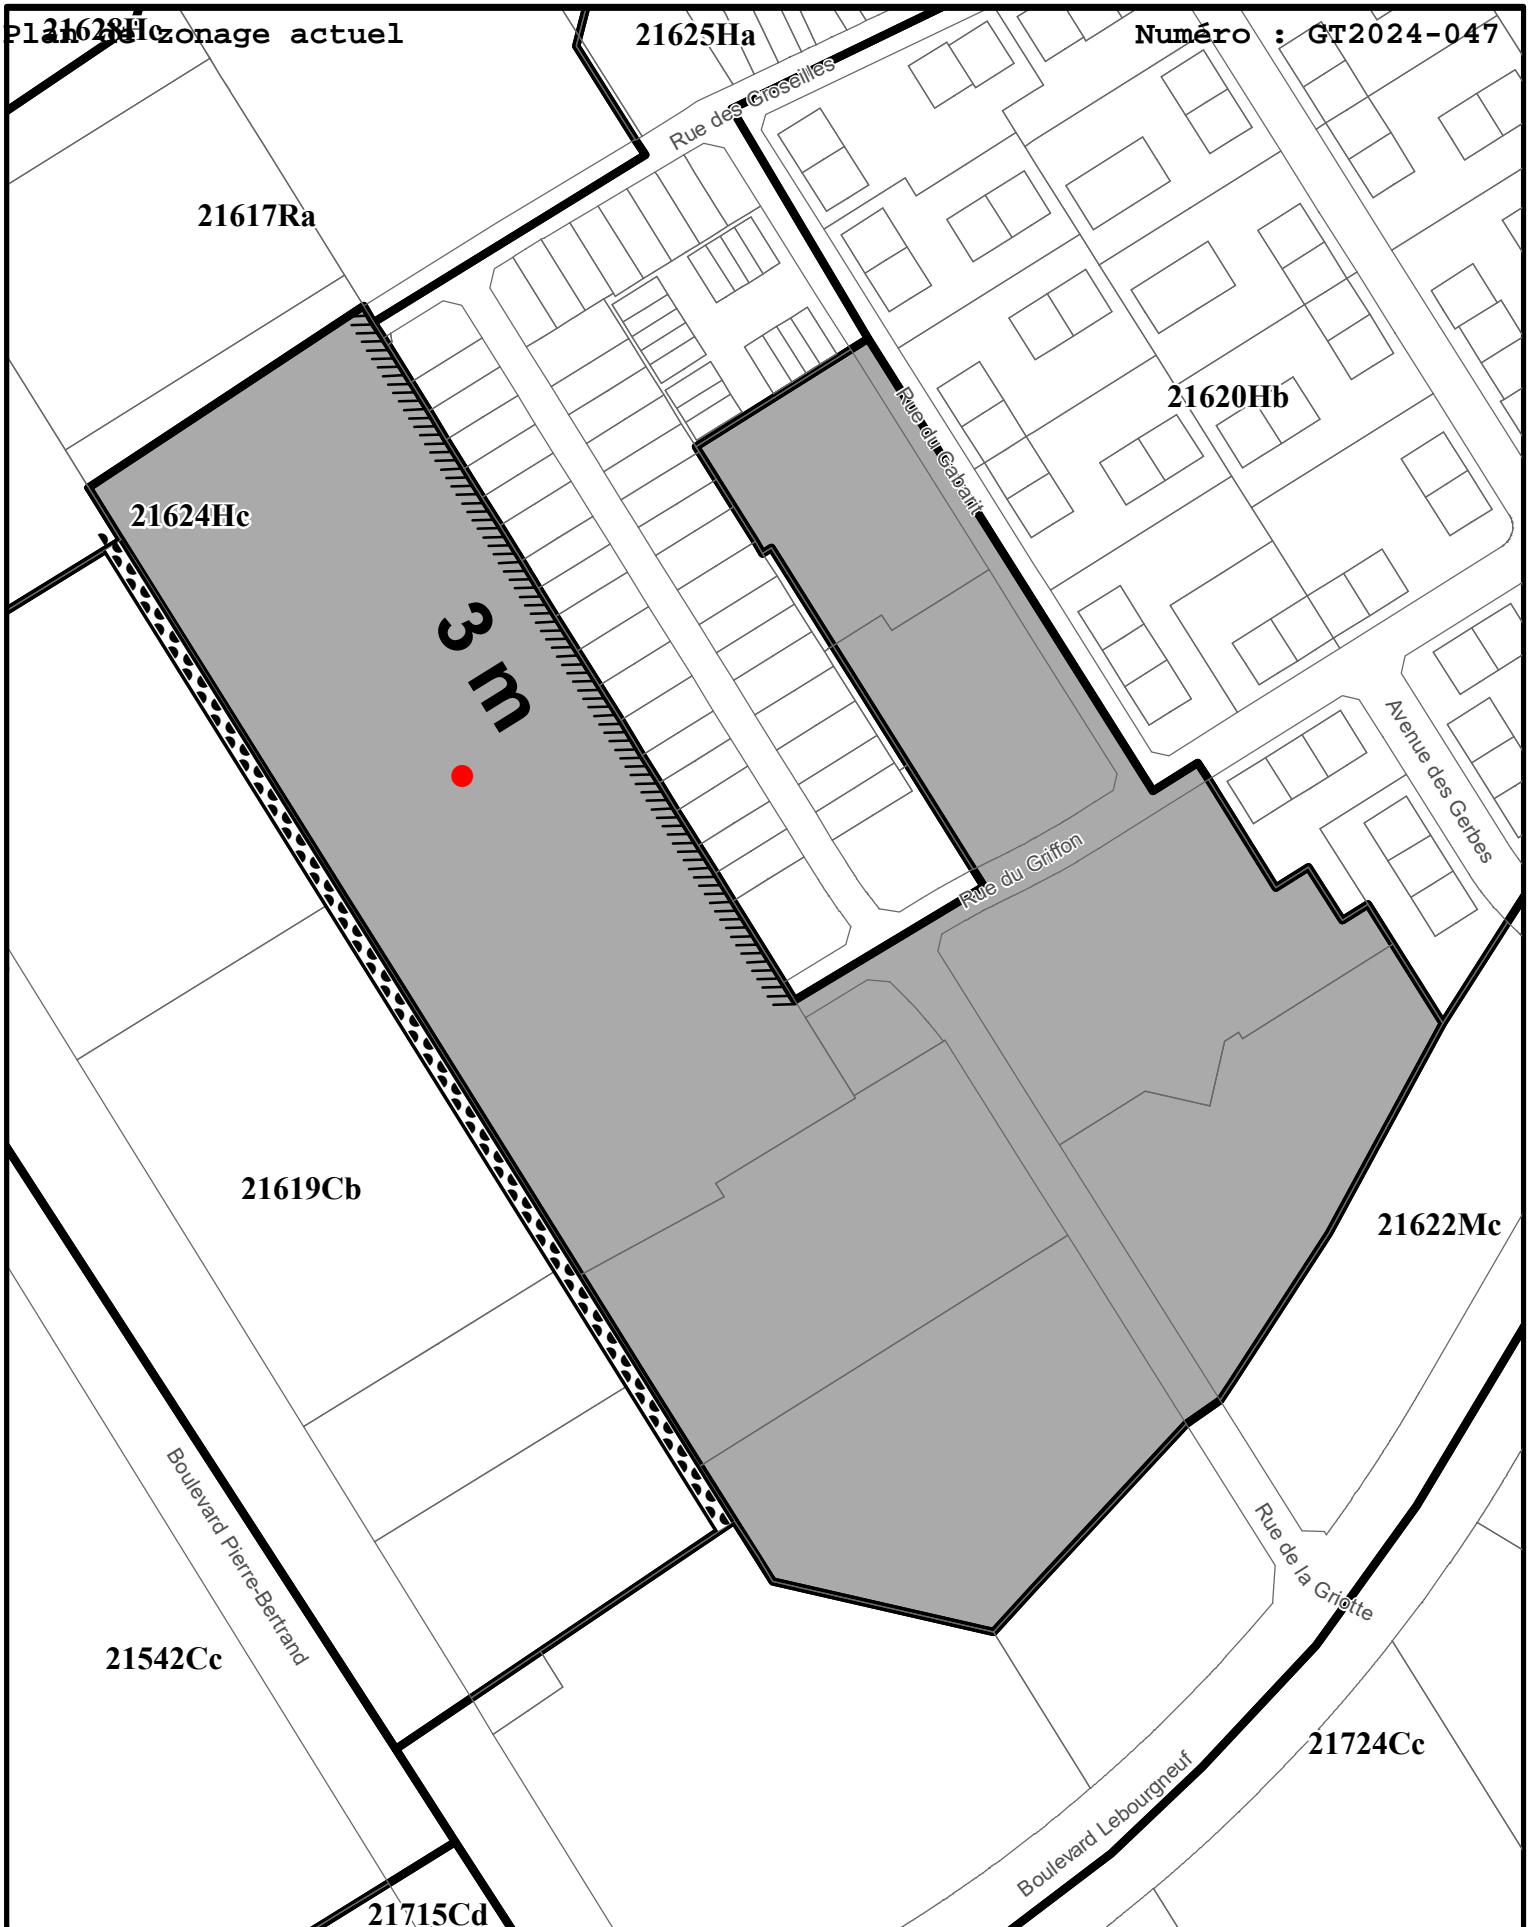 Plan de zonage actuel
21628Hc
21625Ha
Numéro : GT2024-047
Rue des Groseilles
21617Ra
21620Hb
Rue du Gabarit
21624Hc
3 m
Avenue des Gerbes
Rue du Griffon
21619Cb
21622Mc
Boulevard Pierre-Bertrand
Rue de la Griotte
21542Cc
21724Cc
Boulevard Lebourgneuf
21715Cd